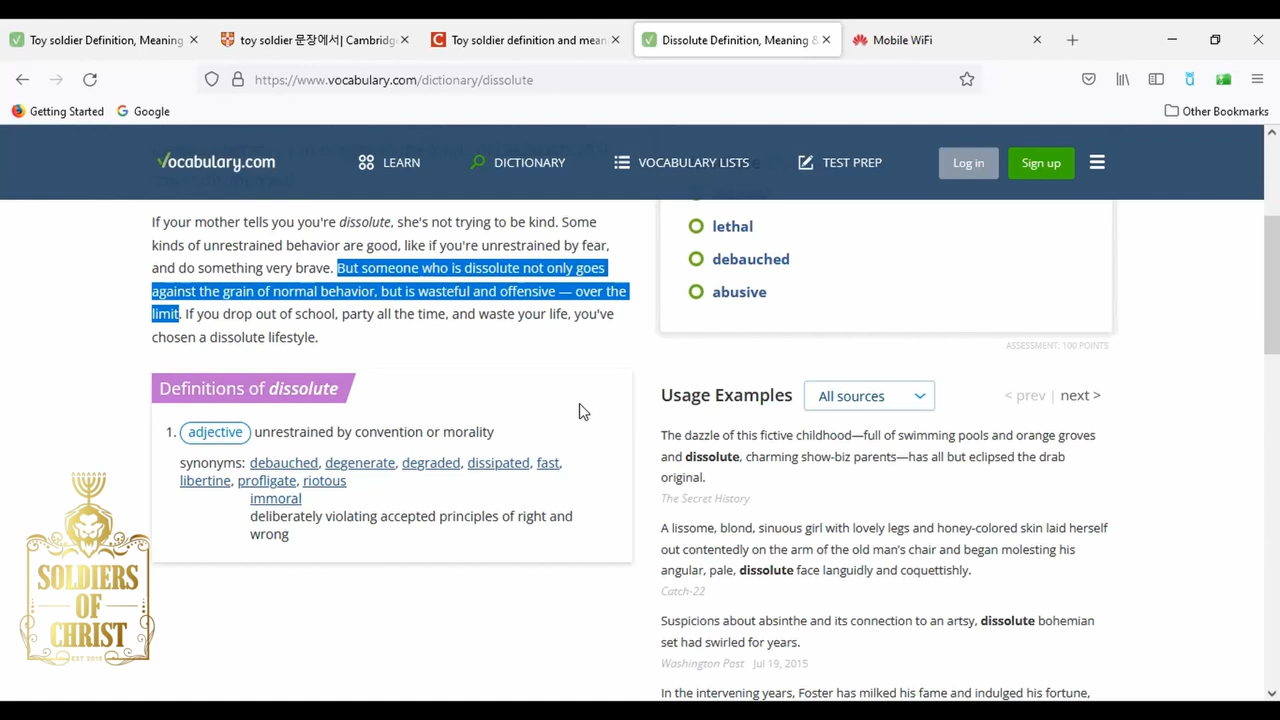 Toy soldier Definition, Meaning
toy soldier 문장에서| Cambridge
Toy soldier definition and mean
Dissolute Definition, Meaning &
Mobile WiFi
https://www.vocabulary.com/dictionary/dissolute
Getting Started
Google
Other Bookmarks
Vocabulary.com
LEARN
DICTIONARY
VOCABULARY LISTS
TEST PREP
Log in
Sign up
If your mother tells you you're dissolute, she's not trying to be kind. Some
kinds of unrestrained behavior are good, like if you're unrestrained by fear,
and do something very brave. But someone who is dissolute not only goes
against the grain of normal behavior, but is wasteful and offensive — over the
limit. If you drop out of school, party all the time, and waste your life, you've
chosen a dissolute lifestyle.
Definitions of dissolute
1. adjective unrestrained by convention or morality
synonyms: debauched, degenerate, degraded, dissipated, fast,
libertine, profligate, riotous
immoral
deliberately violating accepted principles of right and
wrong
lethal
debauched
abusive
ASSESSMENT: 100 POINTS
Usage Examples All sources < prev | next >
The dazzle of this fictive childhood—full of swimming pools and orange groves
and dissolute, charming show-biz parents—has all but eclipsed the drab
original.
The Secret History
A lissome, blond, sinuous girl with lovely legs and honey-colored skin laid herself
out contentedly on the arm of the old man's chair and began molesting his
angular, pale, dissolute face languidly and coquettishly.
Catch-22
Suspicions about absinthe and its connection to an artsy, dissolute bohemian
set had swirled for years.
Washington Post Jul 19, 2015
In the intervening years, Foster has milked his fame and indulged his fortune,
SOLDIERS
OF
CHRIST